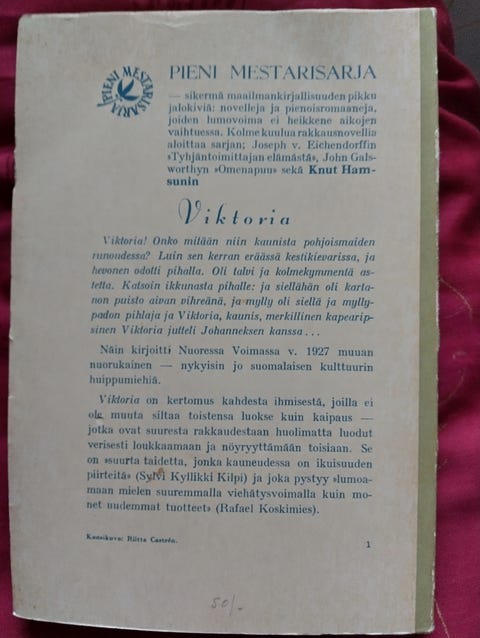 PIENI MESTARISARJA
PIENI MESTARISARJA
— sikermä maailmankirjallisuuden pikku
jalokiviä: novelleja ja pienoisromaaneja,
joiden lumovoima ei heikkene aikojen
vaihtuessa. Kolme kuulua rakkausnovellia
aloittaa sarjan; Joseph v. Eichendorffin
»Tyhjäntoimittajan elämästä», John Gals-
worthyn »Omenapuu» sekä Knut Ham-
sunin
Viktoria
Viktoria! Onko mitään niin kaunista pohjoismaiden
runoudessa? Luin sen kerran eräässä kestikievarissa, ja
hevonen odotti pihalla. Oli talvi ja kolmekymmentä as-
tetta. Katsoin ikkunasta pihalle: ja siellähän oli karta-
non puisto aivan vihreänä, ja mylly oli siellä ja mylly-
padon pihlaja ja Viktoria, kaunis, merkillinen kapearip-
sinen Viktoria jutteli Johanneksen kanssa . . .
Näin kirjoitti Nuoressa Voimassa v. 1927 muuan
nuorukainen — nykyisin jo suomalaisen kulttuurin
huippumiehiä.
Viktoria on kertomus kahdesta ihmisestä, joilla ei
ole muuta siltaa toistensa luokse kuin kaipaus —
jotka ovat suuresta rakkaudestaan huolimatta luodut
verisesti loukkaamaan ja nöyryyttämään toisiaan. Se
on »suurta taidetta, jonka kauneudessa on ikuisuuden
piirteitä» (Sylvi Kyllikki Kilpi) ja joka pystyy »lumoa-
maan mielen suuremmalla viehätysvoimalla kuin mo-
net uudemmat tuotteet» (Rafael Koskimies).
Kansikuva: Riitta Castrén.
1
50/-